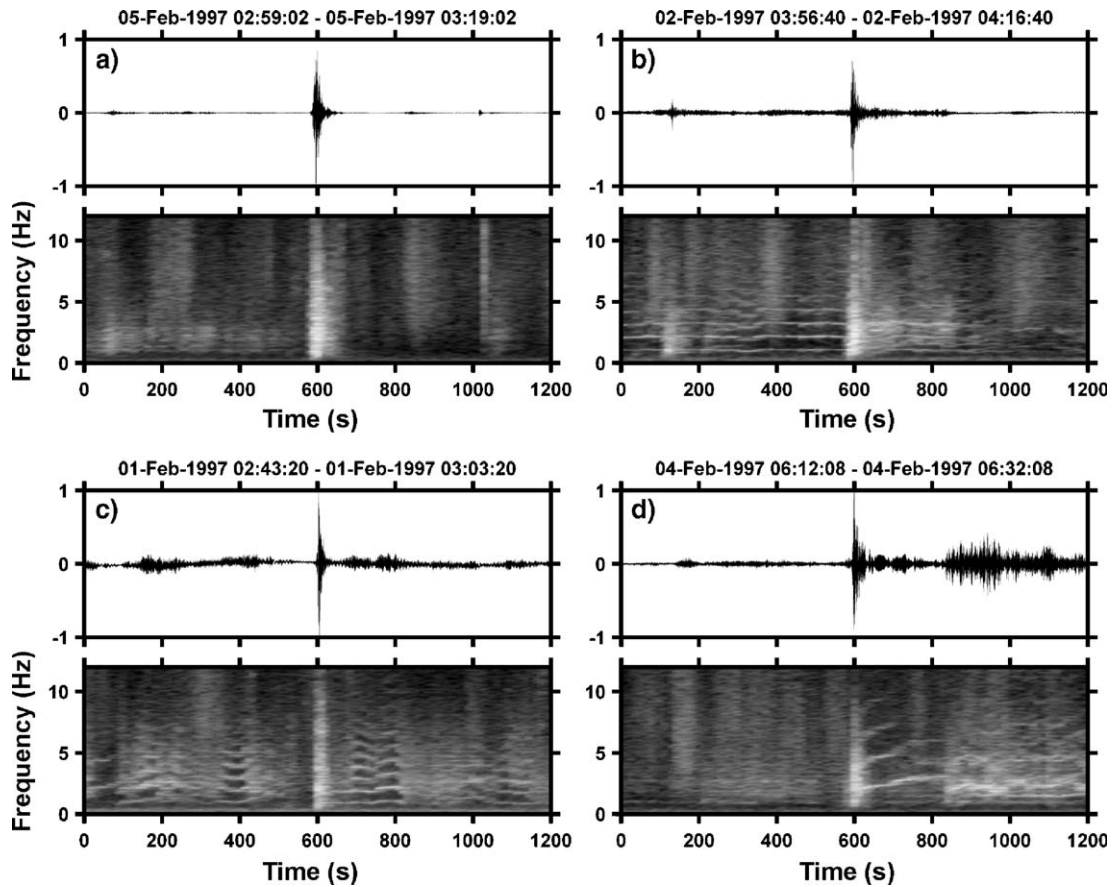 05-Feb-1997 02:59:02 - 05-Feb-1997 03:19:02
a)
1
0
-1
Frequency (Hz)
10
5
0
0 200 400 600 800 1000 1200
Time (s)
02-Feb-1997 03:56:40 - 02-Feb-1997 04:16:40
b)
1
0
-1
10
5
0
0 200 400 600 800 1000 1200
Time (s)
01-Feb-1997 02:43:20 - 01-Feb-1997 03:03:20
c)
1
0
-1
Frequency (Hz)
10
5
0
0 200 400 600 800 1000 1200
Time (s)
04-Feb-1997 06:12:08 - 04-Feb-1997 06:32:08
d)
1
0
-1
10
5
0
0 200 400 600 800 1000 1200
Time (s)